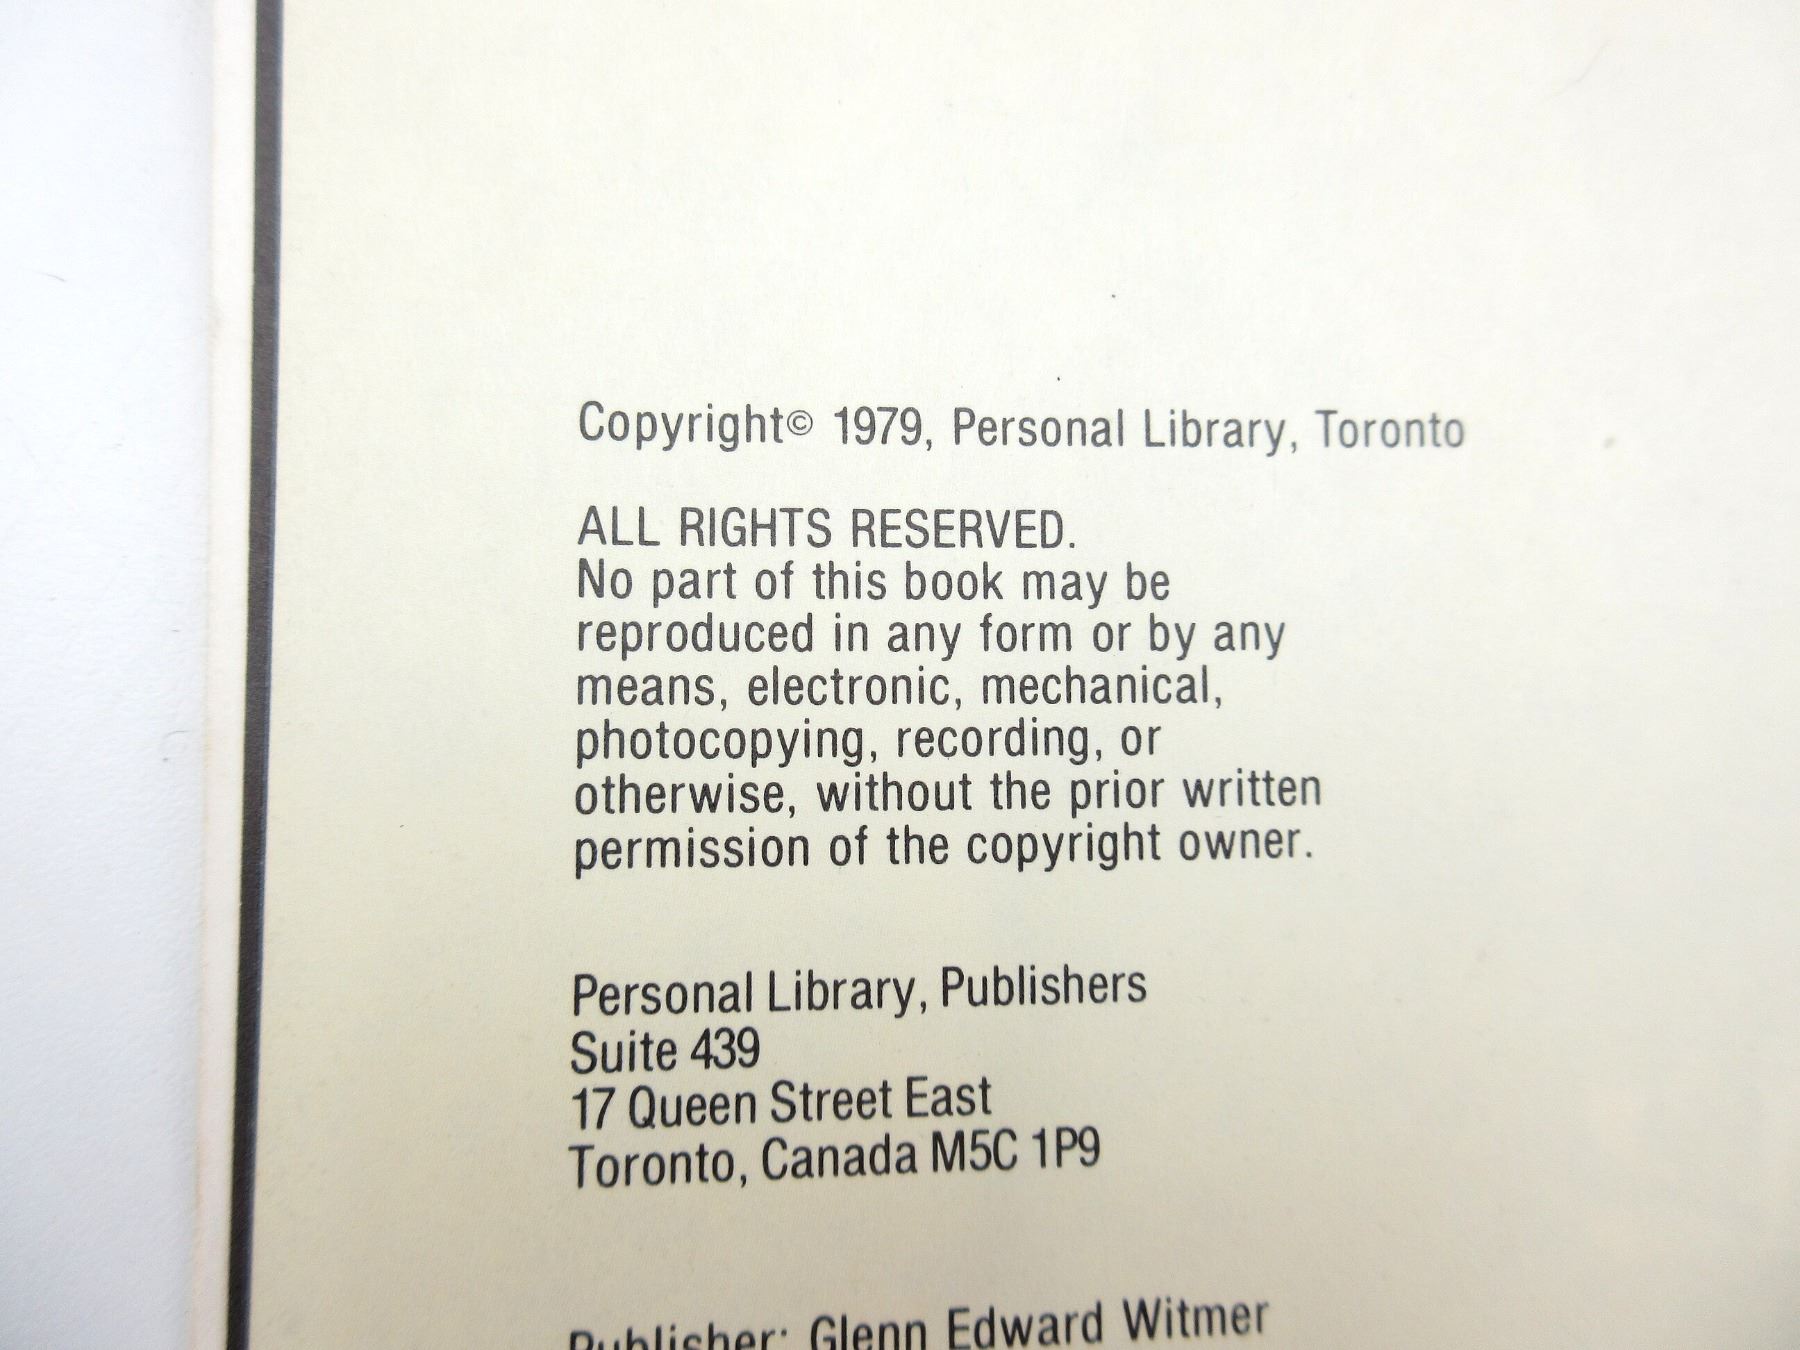 Copyright© 1979, Personal Library, Toronto
ALL RIGHTS RESERVED.
No part of this book may be
reproduced in any form or by any
means, electronic, mechanical,
photocopying, recording, or
otherwise, without the prior written
permission of the copyright owner.
Personal Library, Publishers
Suite 439
17 Queen Street East
Toronto, Canada M5C 1P9
Publisher: Glenn Edward Witmer